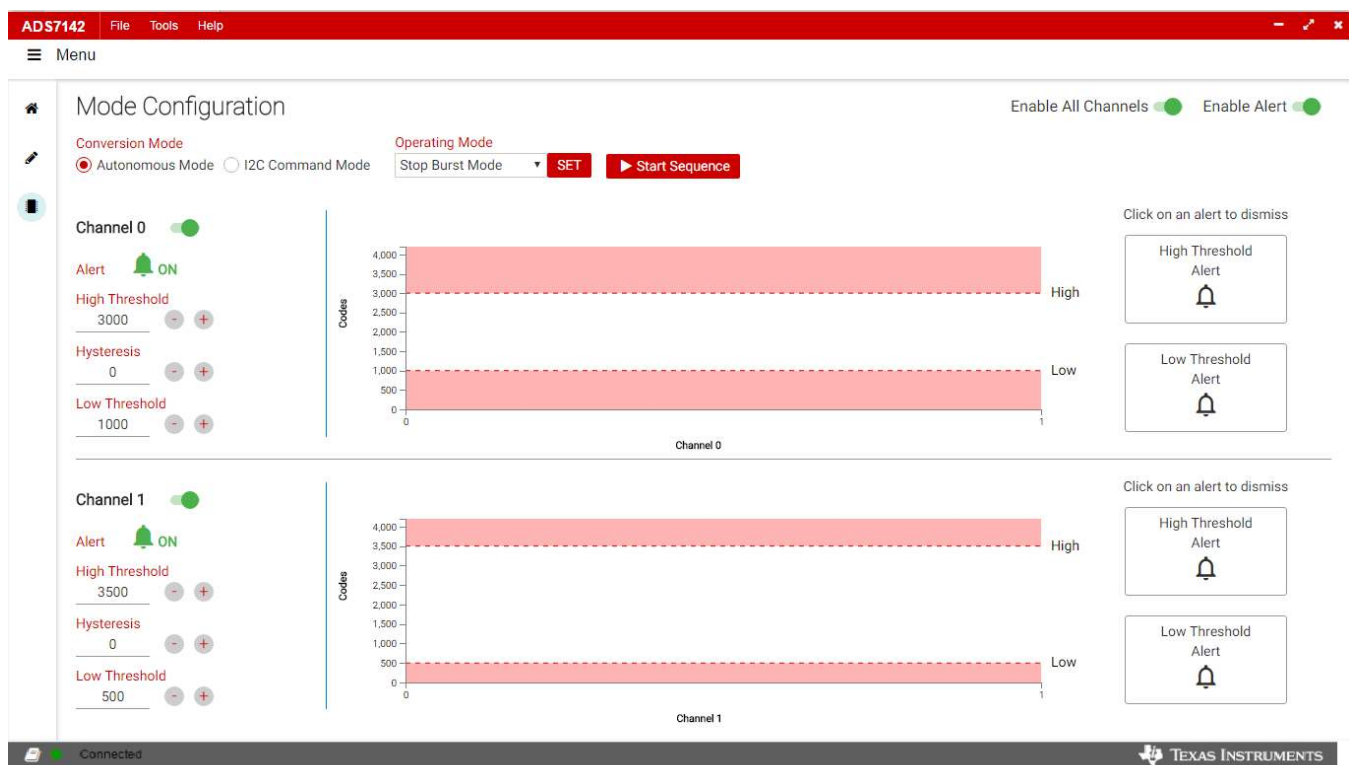 ADS7142 File Tools Help
Menu
Mode Configuration
Enable All Channels Enable Alert
Conversion Mode
Autonomous Mode I2C Command Mode
Operating Mode
Stop Burst Mode SET Start Sequence
Channel 0
Alert ON
High Threshold
3000 - +
Hysteresis
0 - +
Low Threshold
1000 - +
Codes
4,000
3,500
3,000
2,500
2,000
1,500
1,000
500
0
0 1
Channel 0
High
Low
Click on an alert to dismiss
High Threshold
Alert
Low Threshold
Alert
Channel 1
Alert ON
High Threshold
3500 - +
Hysteresis
0 - +
Low Threshold
500 - +
Codes
4,000
3,500
3,000
2,500
2,000
1,500
1,000
500
0
0 1
Channel 1
High
Low
Click on an alert to dismiss
High Threshold
Alert
Low Threshold
Alert
Connected
TEXAS INSTRUMENTS